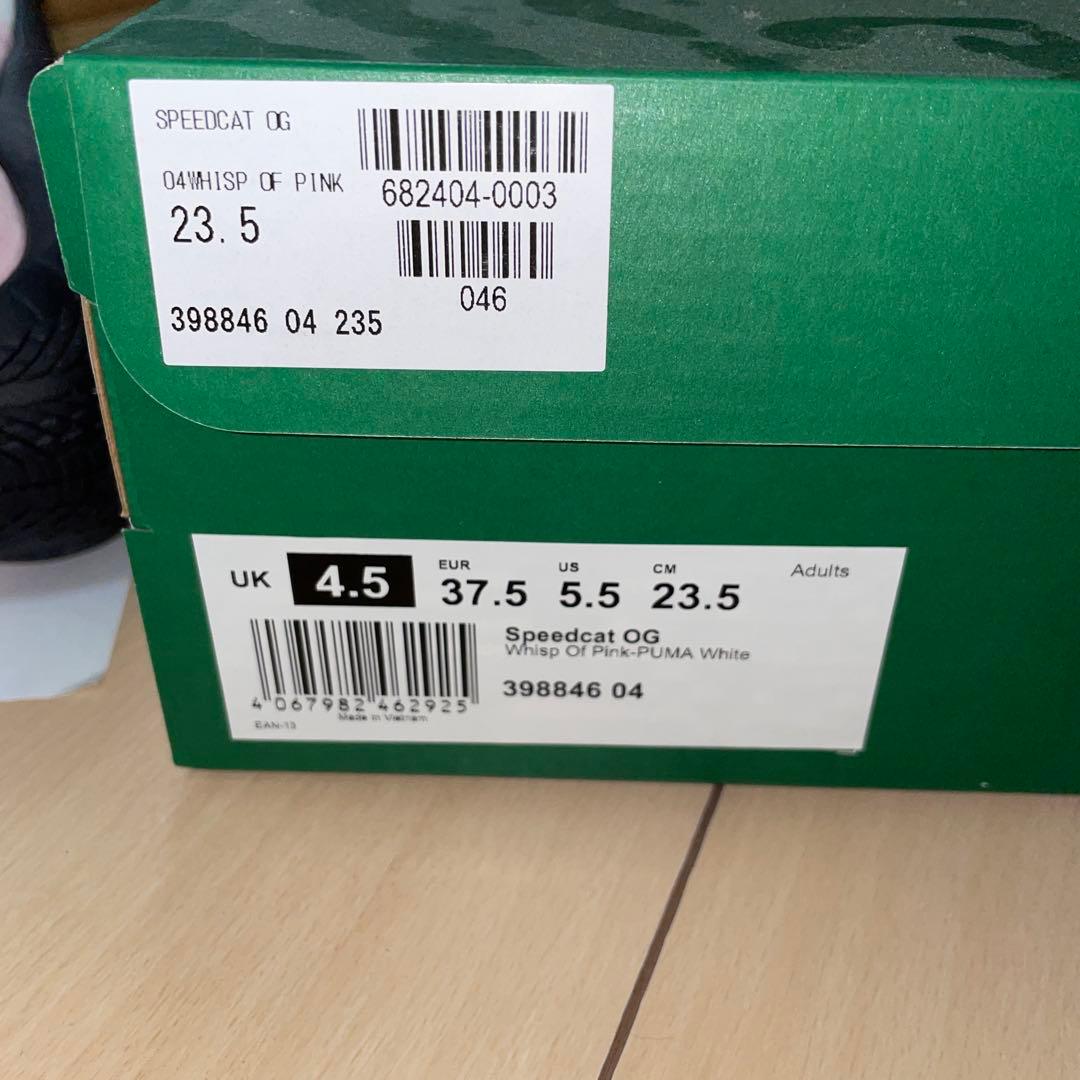 SPEEDCAT OG
04WHISP OF PINK
23.5
682404-0003
046
398846 04 235
UK 4.5 EUR 37.5 US 5.5 CM 23.5 Adults
Speedcat OG
Whisp Of Pink-PUMA White
398846 04
4 067982 462925
Made in Vietnam
EAN-13